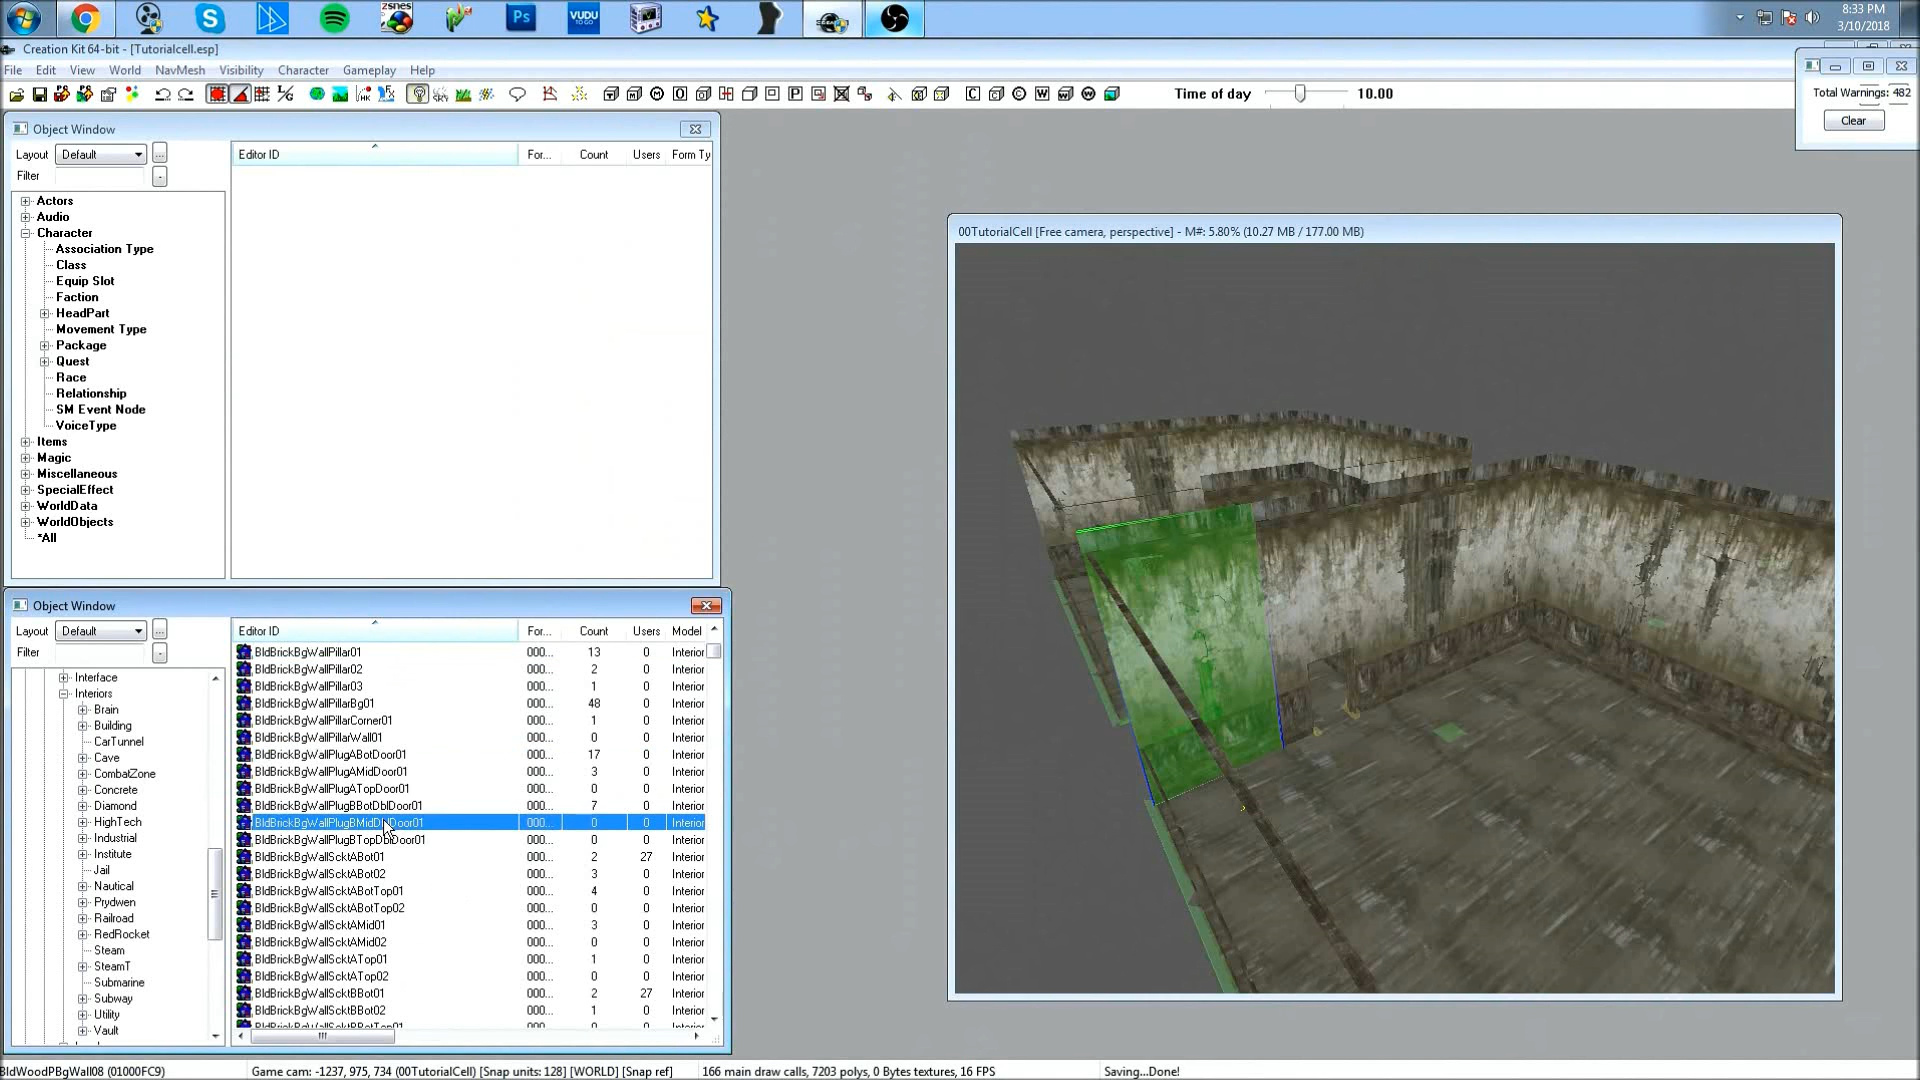 8:33 PM
3/10/2018
ZSNES
Ps
VUDU
TO GO
Creation Kit 64-bit - [Tutorialcell.esp]
File Edit View World NavMesh Visibility Character Gameplay Help
Time of day 10.00
Total Warnings: 482
Clear
Object Window
Layout Default
Filter
Editor ID For... Count Users Form Ty
Actors
Audio
Character
Association Type
Class
Equip Slot
Faction
HeadPart
Movement Type
Package
Quest
Race
Relationship
SM Event Node
VoiceType
Items
Magic
Miscellaneous
SpecialEffect
WorldData
WorldObjects
*All
00TutorialCell [Free camera, perspective] - M#: 5.80% (10.27 MB / 177.00 MB)
Object Window
Layout Default
Filter
Interface
Interiors
Brain
Building
CarTunnel
Cave
CombatZone
Concrete
Diamond
HighTech
Industrial
Institute
Jail
Nautical
Prydwen
Railroad
RedRocket
Steam
SteamT
Submarine
Subway
Utility
Vault
Editor ID For... Count Users Model
BldBrickBgWallPillar01 000... 13 0 Interior
BldBrickBgWallPillar02 000... 2 0 Interior
BldBrickBgWallPillar03 000... 1 0 Interior
BldBrickBgWallPillarBg01 000... 48 0 Interior
BldBrickBgWallPillarCorner01 000... 1 0 Interior
BldBrickBgWallPillarWall01 000... 0 0 Interior
BldBrickBgWallPlugABotDoor01 000... 17 0 Interior
BldBrickBgWallPlugAMidDoor01 000... 3 0 Interior
BldBrickBgWallPlugATopDoor01 000... 0 0 Interior
BldBrickBgWallPlugBBotDblDoor01 000... 7 0 Interior
BldBrickBgWallPlugBMidDblDoor01 000... 0 0 Interior
BldBrickBgWallPlugBTopDblDoor01 000... 0 0 Interior
BldBrickBgWallScktABot01 000... 2 27 Interior
BldBrickBgWallScktABot02 000... 3 0 Interior
BldBrickBgWallScktABotTop01 000... 4 0 Interior
BldBrickBgWallScktABotTop02 000... 0 0 Interior
BldBrickBgWallScktAMid01 000... 3 0 Interior
BldBrickBgWallScktAMid02 000... 0 0 Interior
BldBrickBgWallScktATop01 000... 1 0 Interior
BldBrickBgWallScktATop02 000... 0 0 Interior
BldBrickBgWallScktBBot01 000... 2 27 Interior
BldBrickBgWallScktBBot02 000... 1 0 Interior
BldBrickBgWallScktBBotTop01
BldWoodPBgWall08 (01000FC9) Game cam: -1237, 975, 734 (00TutorialCell) [Snap units: 128] [WORLD] [Snap ref] 166 main draw calls, 7203 polys, 0 Bytes textures, 16 FPS Saving...Done!